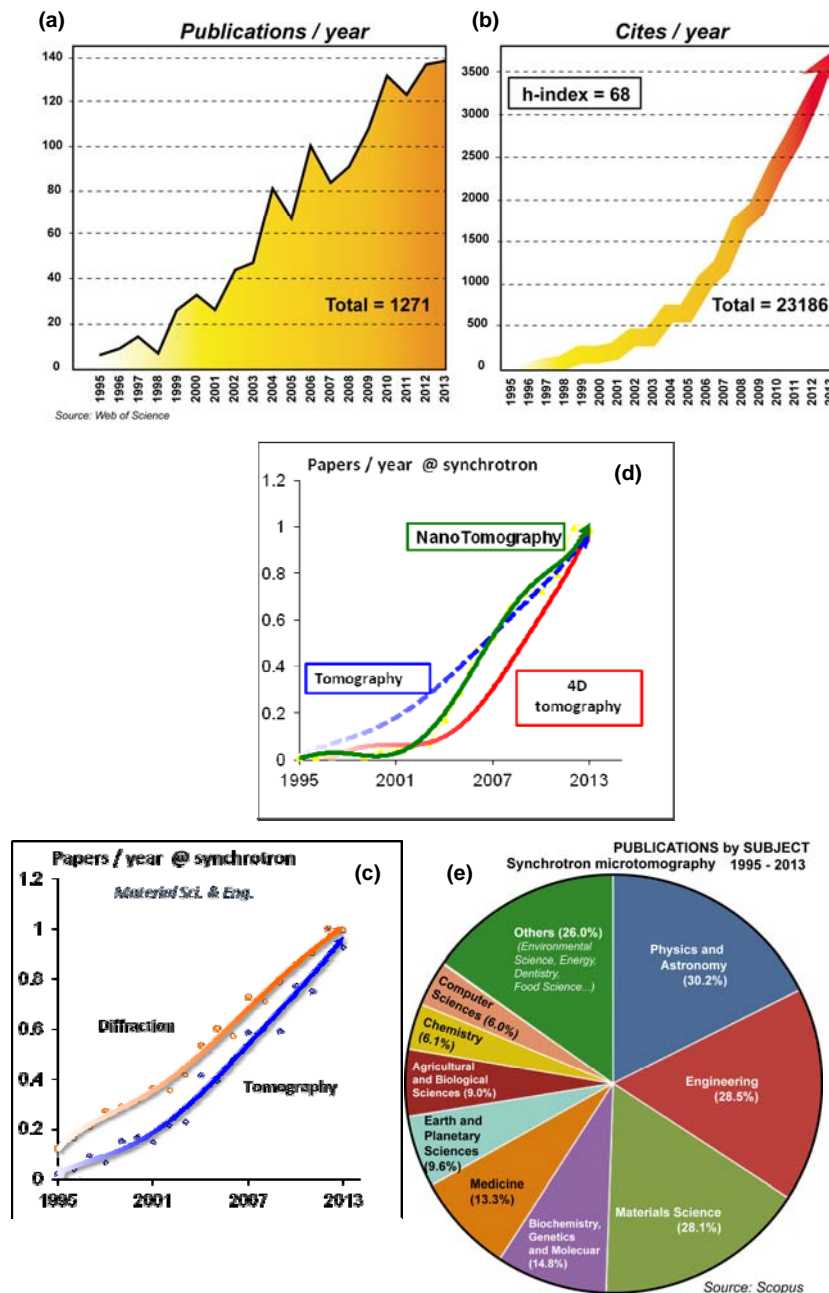 (a)
Publications / year
140
120
100
80
60
40
20
0
Total = 1271
1995
1996
1997
1998
1999
2000
2001
2002
2003
2004
2005
2006
2007
2008
2009
2010
2011
2012
2013
Source: Web of Science
(b)
Cites / year
h-index = 68
3500
3000
2500
2000
1500
1000
500
0
Total = 23186
1995
1996
1997
1998
1999
2000
2001
2002
2003
2004
2005
2006
2007
2008
2009
2010
2011
2012
2013
Papers / year @ synchrotron
(d)
1.2
1
0.8
0.6
0.4
0.2
0
NanoTomography
Tomography
4D
tomography
1995
2001
2007
2013
Papers / year @ synchrotron
(c)
Material Sci. & Eng.
1.2
1
0.8
0.6
0.4
0.2
0
Diffraction
Tomography
1995
2001
2007
2013
PUBLICATIONS by SUBJECT
Synchrotron microtomography 1995 - 2013
(e)
Others (26.0%)
(Environmental
Science, Energy,
Dentistry,
Food Science...)
Physics and
Astronomy
(30.2%)
Computer
Sciences (6.0%)
Chemistry
(6.1%)
Agricultural
and Biological
Sciences (9.0%)
Engineering
(28.5%)
Earth and
Planetary
Sciences
(9.6%)
Medicine
(13.3%)
Materials Science
(28.1%)
Biochemistry,
Genetics
and Molecuar
(14.8%)
Source: Scopus